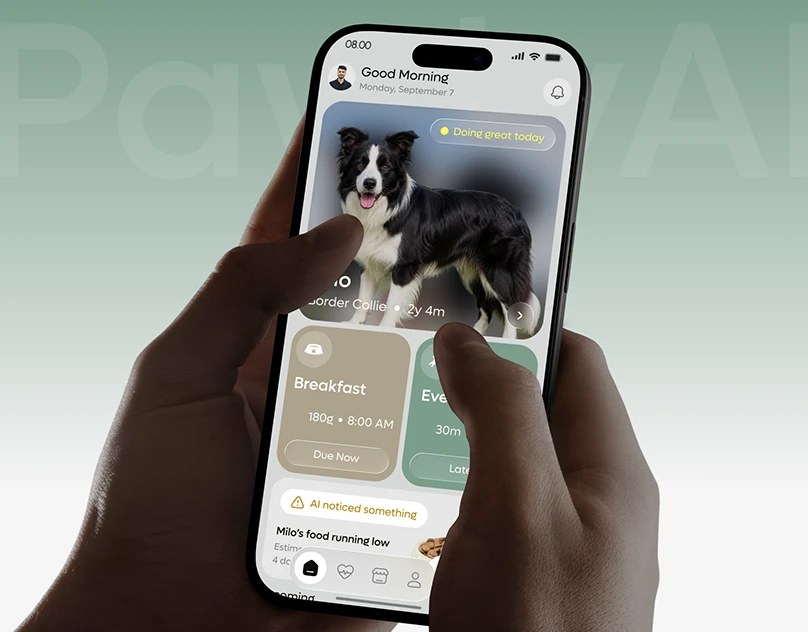 08.00
Good Morning
Monday, September 7
Doing great today
Border Collie • 2y 4m
Breakfast
180g • 8:00 AM
Due Now
30m
AI noticed something
Milo's food running low